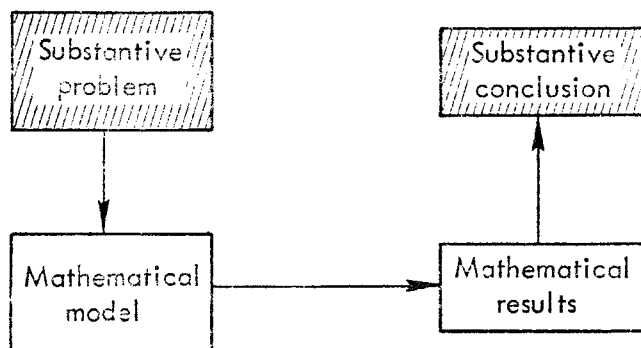 Substantive
problem
Substantive
conclusion
Mathematical
model
Mathematical
results